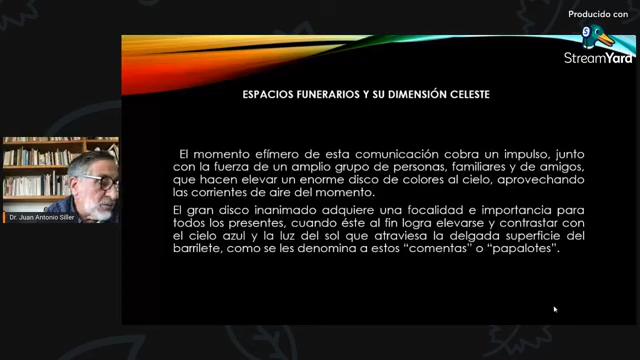 Producido con
StreamYard
ESPACIOS FUNERARIOS Y SU DIMENSIÓN CELESTE
El momento efímero de esta comunicación cobra un impulso, junto
con la fuerza de un amplio grupo de personas, familiares y de amigos,
que hacen elevar un enorme disco de colores al cielo, aprovechando
las corrientes de aire del momento.
El gran disco inanimado adquiere una focalidad e importancia para
todos los presentes, cuando éste al fin logra elevarse y contrastar con
el cielo azul y la luz del sol que atraviesa la delgada superficie del
barrilete, como se les denomina a estos “comentas” o “papalotes”.
Dr. Juan Antonio Siller